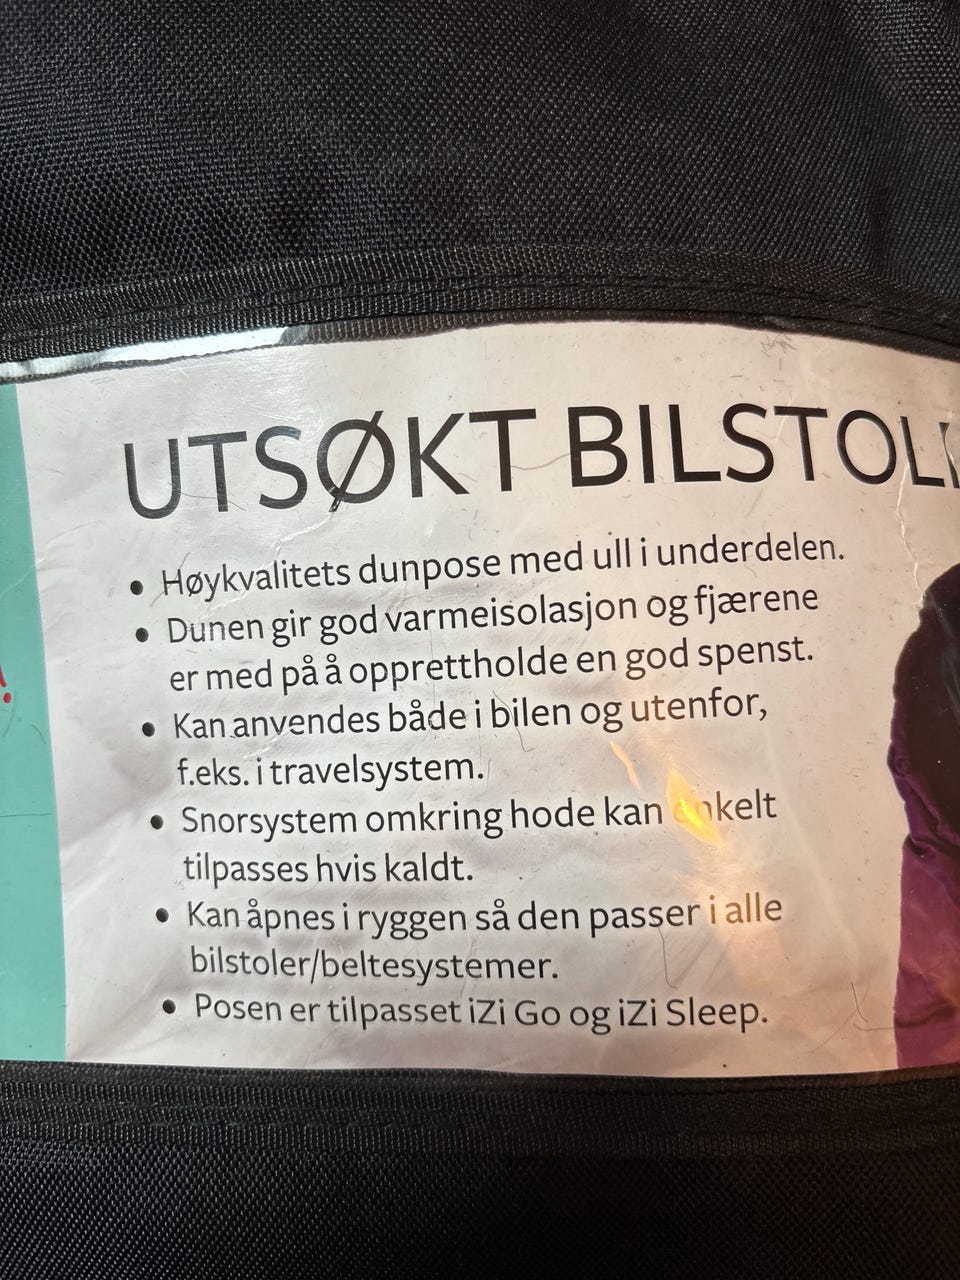 UTSØKT BILSTOL
• Høykvalitets dunpose med ull i underdelen.
• Dunen gir god varmeisolasjon og fjærene
er med på å opprettholde en god spenst.
• Kan anvendes både i bilen og utenfor,
f.eks. i travelsystem.
• Snorsystem omkring hode kan enkelt
tilpasses hvis kaldt.
• Kan åpnes i ryggen så den passer i alle
bilstoler/beltesystemer.
• Posen er tilpasset iZi Go og iZi Sleep.